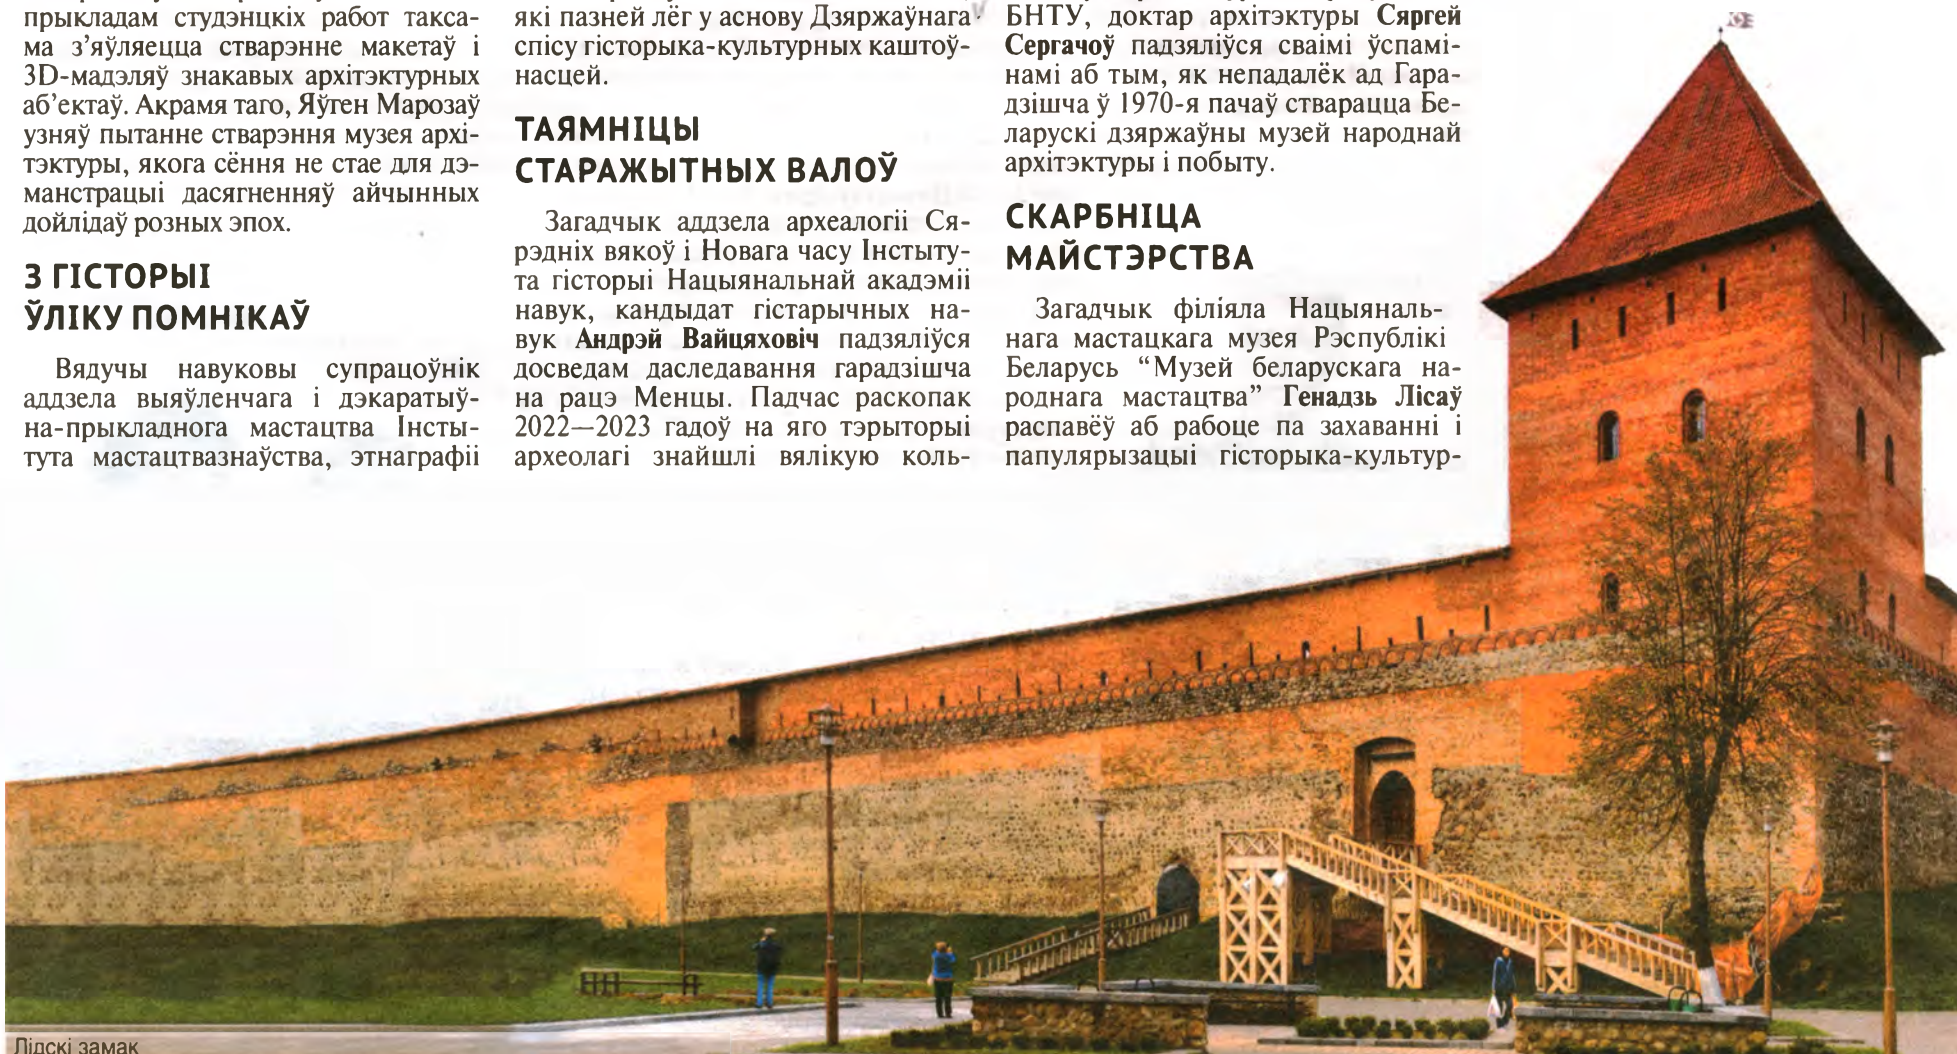 прыкладам студэнцкіх работ такса-
ма з’яўляецца стварэнне макетаў і
3D-мадэляў знакавых архітэктурных
аб’ектаў. Акрамя таго, Яўген Марозаў
узняў пытанне стварэння музея архі-
тэктуры, якога сёння не стае для дэ-
манстрацыі дасягненняў айчынных
дойлідаў розных эпох.
З ГІСТОРЫІ
ЎЛІКУ ПОМНІКАЎ
Вядучы навуковы супрацоўнік
аддзела выяўленчага і дэкаратыў-
на-прыкладнога мастацтва Інсты-
тута мастацтвазнаўства, этнаграфіі
які пазней лёг у аснову Дзяржаўнага
спісу гісторыка-культурных каштоў-
насцей.
ТАЯМНІЦЫ
СТАРАЖЫТНЫХ ВАЛОЎ
Загадчык аддзела археалогіі Ся-
рэдніх вякоў і Новага часу Інстыту-
та гісторыі Нацыянальнай акадэміі
навук, кандыдат гістарычных на-
вук Андрэй Вайцяховіч падзяліўся
досведам даследавання гарадзішча
на рацэ Менцы. Падчас раскопак
2022—2023 гадоў на яго тэрыторыі
археолагі знайшлі вялікую коль-
БНТУ, доктар архітэктуры Сяргей
Сергачоў падзяліўся сваімі ўспамі-
намі аб тым, як непадалёк ад Гара-
дзішча ў 1970-я пачаў стварацца Бе-
ларускі дзяржаўны музей народнай
архітэктуры і побыту.
СКАРБНІЦА
МАЙСТЭРСТВА
Загадчык філіяла Нацыяналь-
нага мастацкага музея Рэспублікі
Беларусь “Музей беларускага на-
роднага мастацтва” Генадзь Лісаў
распавёў аб рабоце па захаванні і
папулярызацыі гісторыка-культур-
Лідскі замак